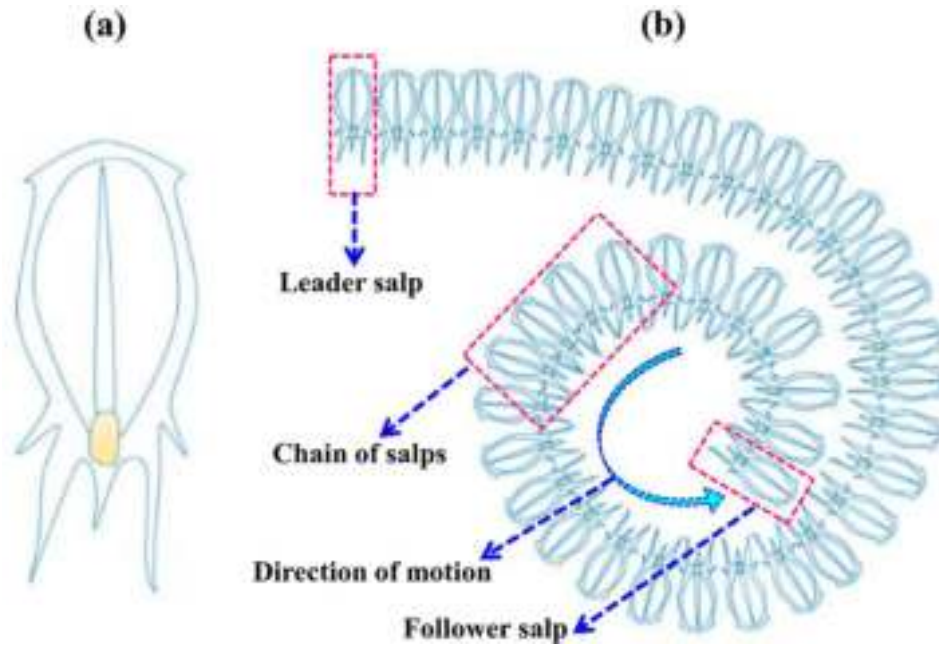 (a)
(b)
Leader salp
Chain of salps
Direction of motion
Follower salp